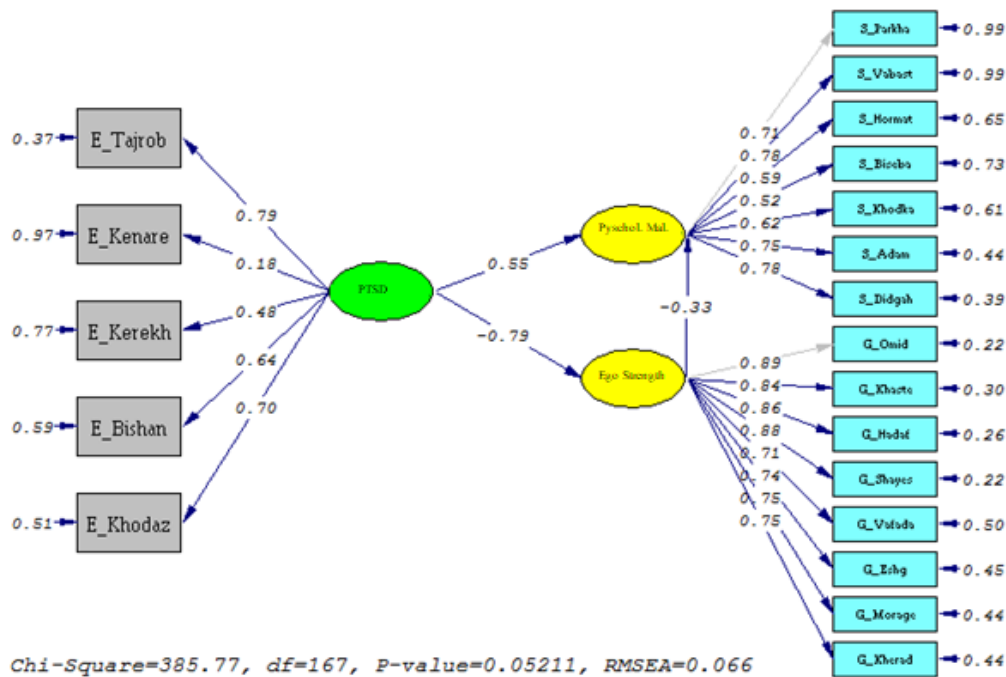 0.37
E_Tajrob
0.97
E_Kenare
0.77
E_Kerekh
0.59
E_Bishan
0.51
E_Khodaz
0.79
0.18
0.48
0.64
0.70
PTSD
0.55
-0.79
Pyschol. Mal.
-0.33
Ego Strength
0.71
0.78
0.59
0.52
0.62
0.75
0.78
0.89
0.84
0.86
0.88
0.71
0.74
0.75
0.75
S_Parkha
0.99
S_Vabast
0.99
S_Hormat
0.65
S_Biseba
0.73
S_Khodka
0.61
S_Adam
0.44
S_Didgah
0.39
G_Omid
0.22
G_Khaste
0.30
G_Hadaf
0.26
G_Shayes
0.22
G_Vafada
0.50
G_Eshg
0.45
G_Morage
0.44
G_Kherad
0.44
Chi-Square=385.77, df=167, P-value=0.05211, RMSEA=0.066